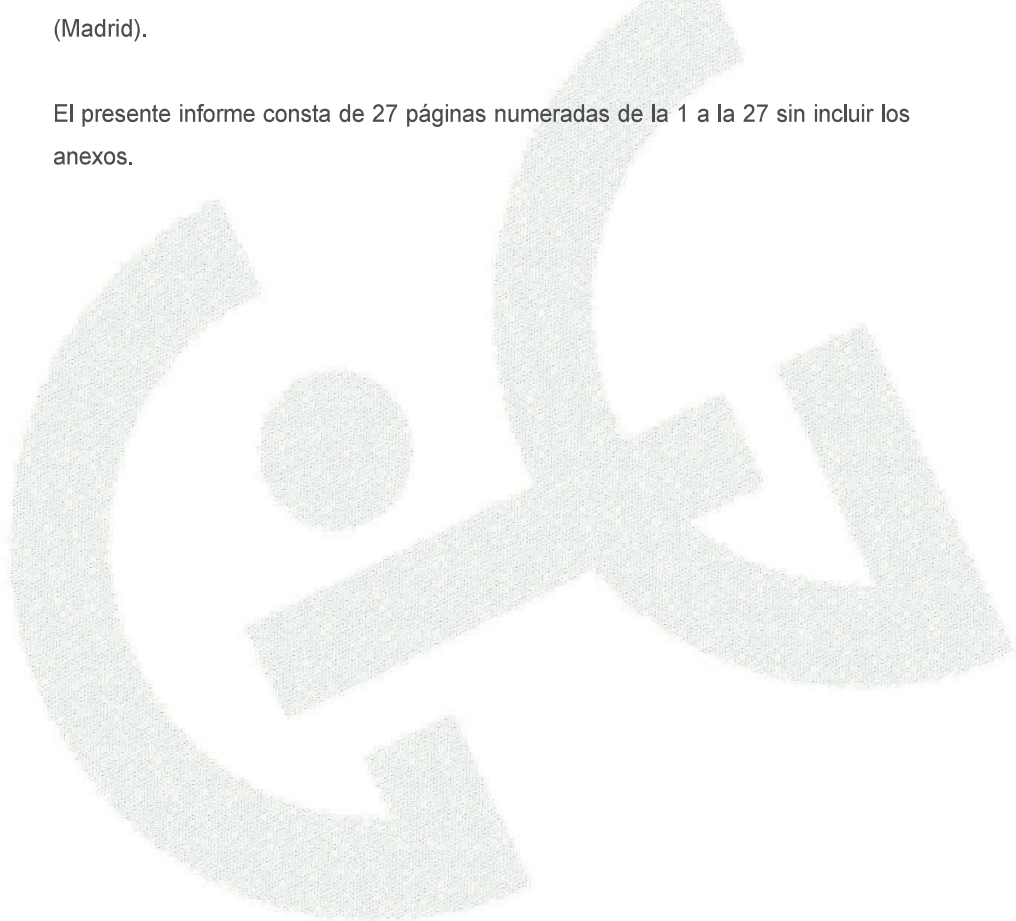 (Madrid).
El presente informe consta de 27 páginas numeradas de la 1 a la 27 sin incluir los
anexos.